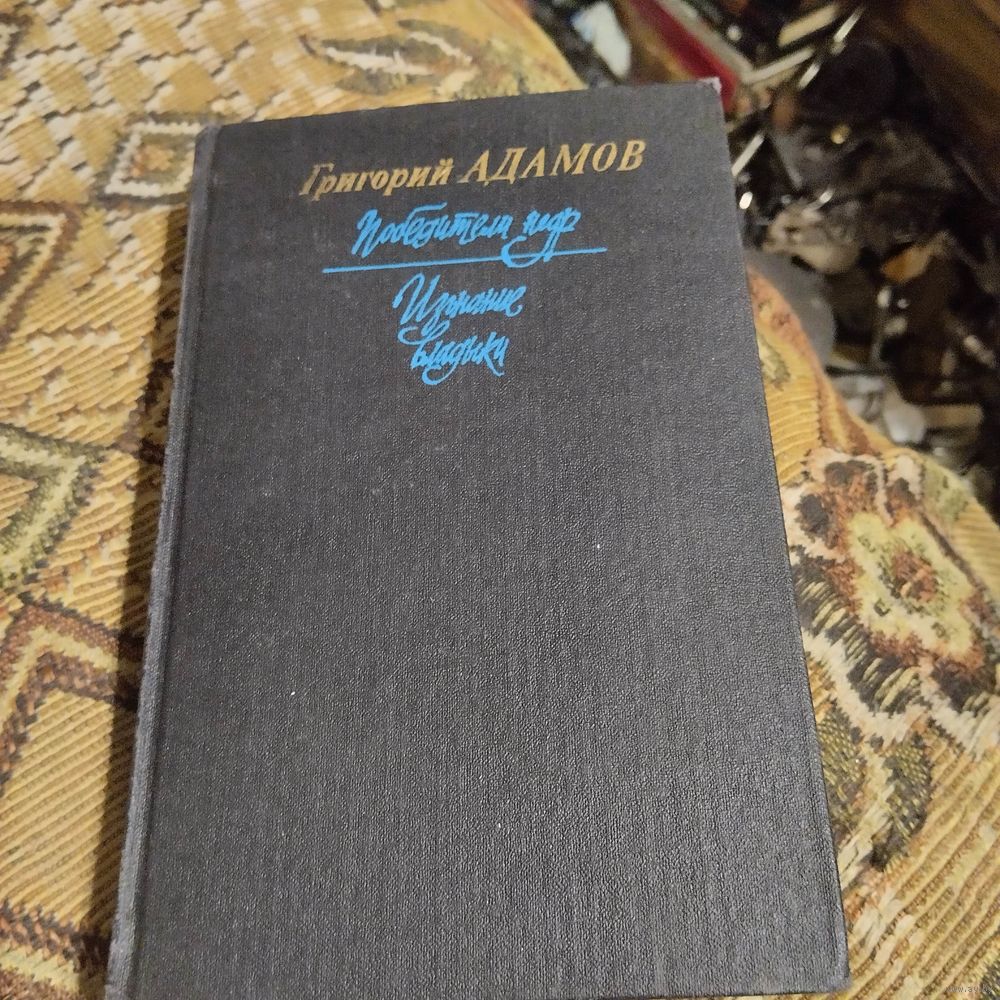 Григорий АДАМОВ
Победители недр
Изгнание
владыки